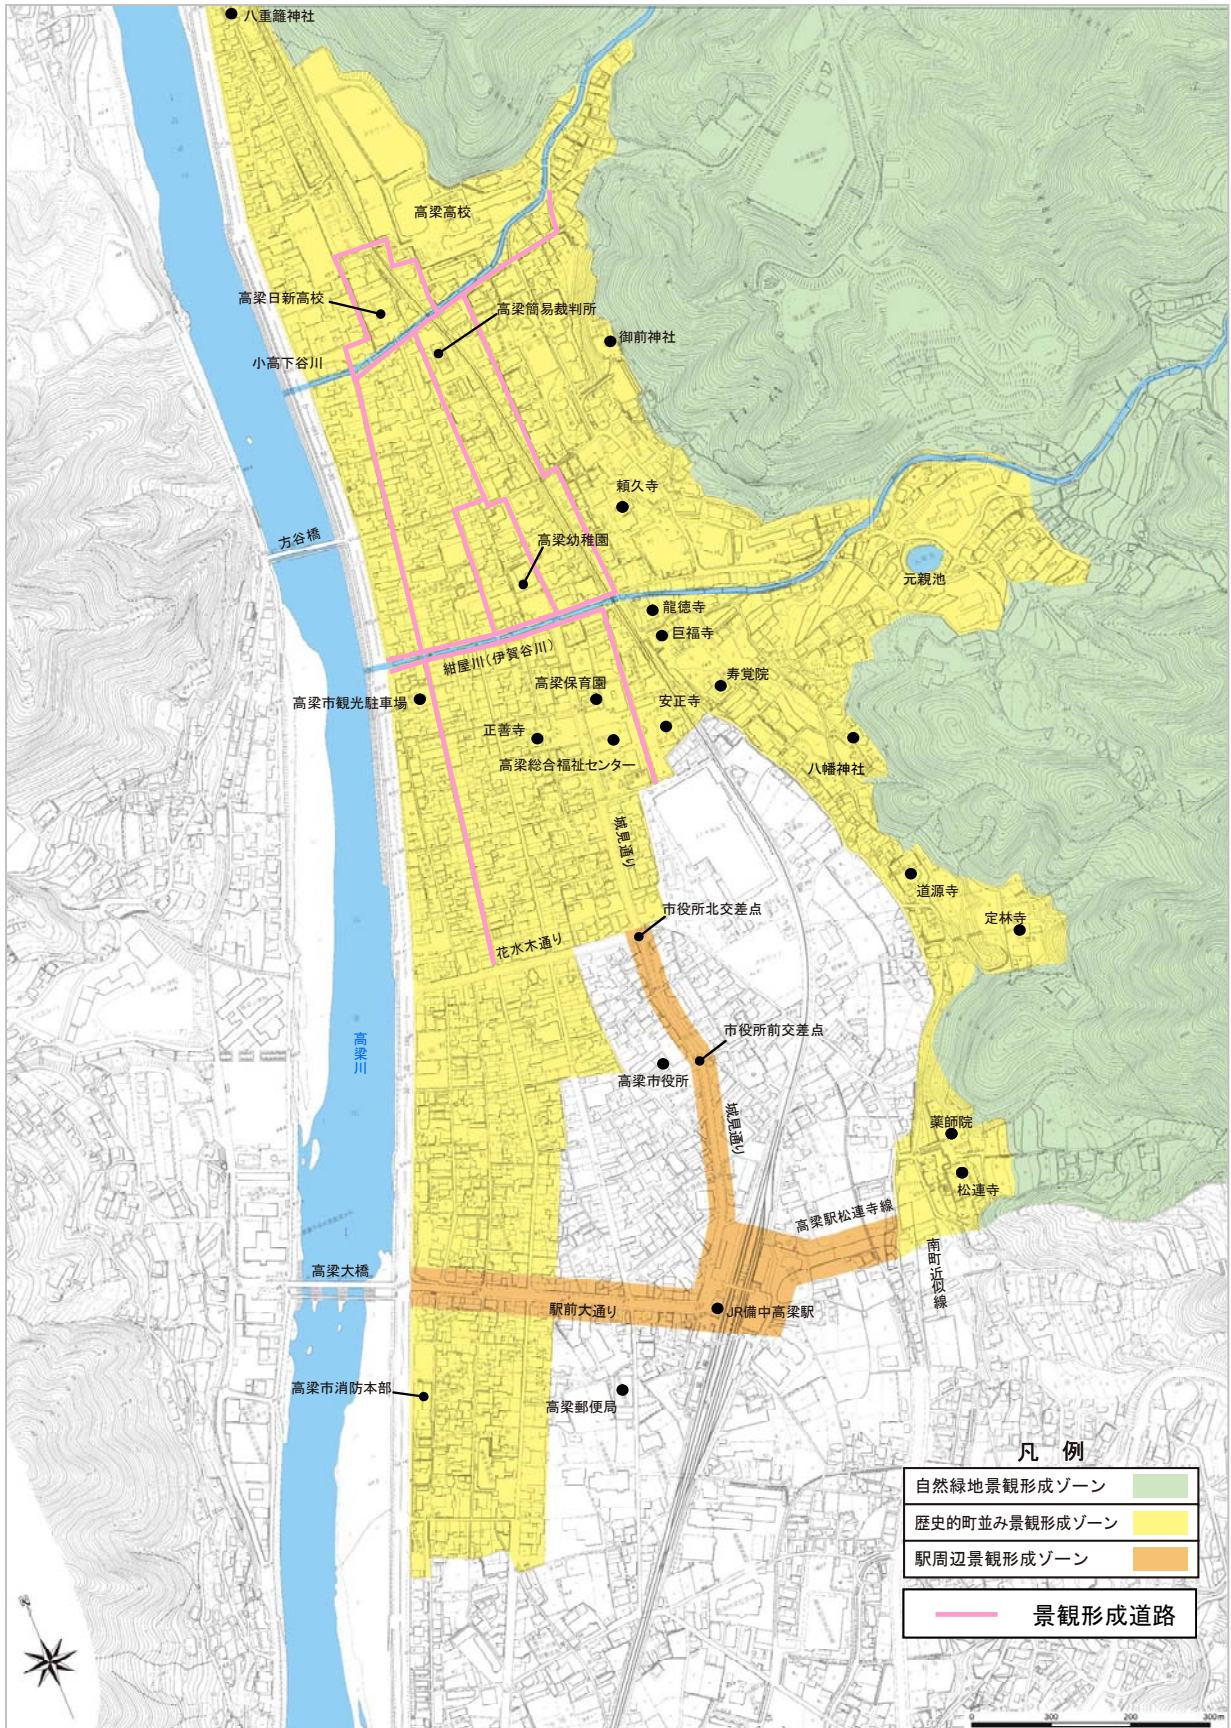 八重籬神社
高梁高校
高梁日新高校
高梁簡易裁判所
御前神社
小高下谷川
頼久寺
方谷橋
高梁幼稚園
元親池
龍徳寺
巨福寺
紺屋川(伊賀谷川)
寿覚院
高梁保育園
高梁市観光駐車場
安正寺
正善寺
高梁総合福祉センター
八幡神社
城見通り
道源寺
市役所北交差点
定林寺
花水木通り
市役所前交差点
高梁川
高梁市役所
城見通り
薬師院
松連寺
高梁駅松連寺線
南町近似線
高梁大橋
駅前大通り
JR備中高梁駅
高梁市消防本部
高梁郵便局
凡 例
自然緑地景観形成ゾーン
歴史的町並み景観形成ゾーン
駅周辺景観形成ゾーン
景観形成道路
0 300 200 300m